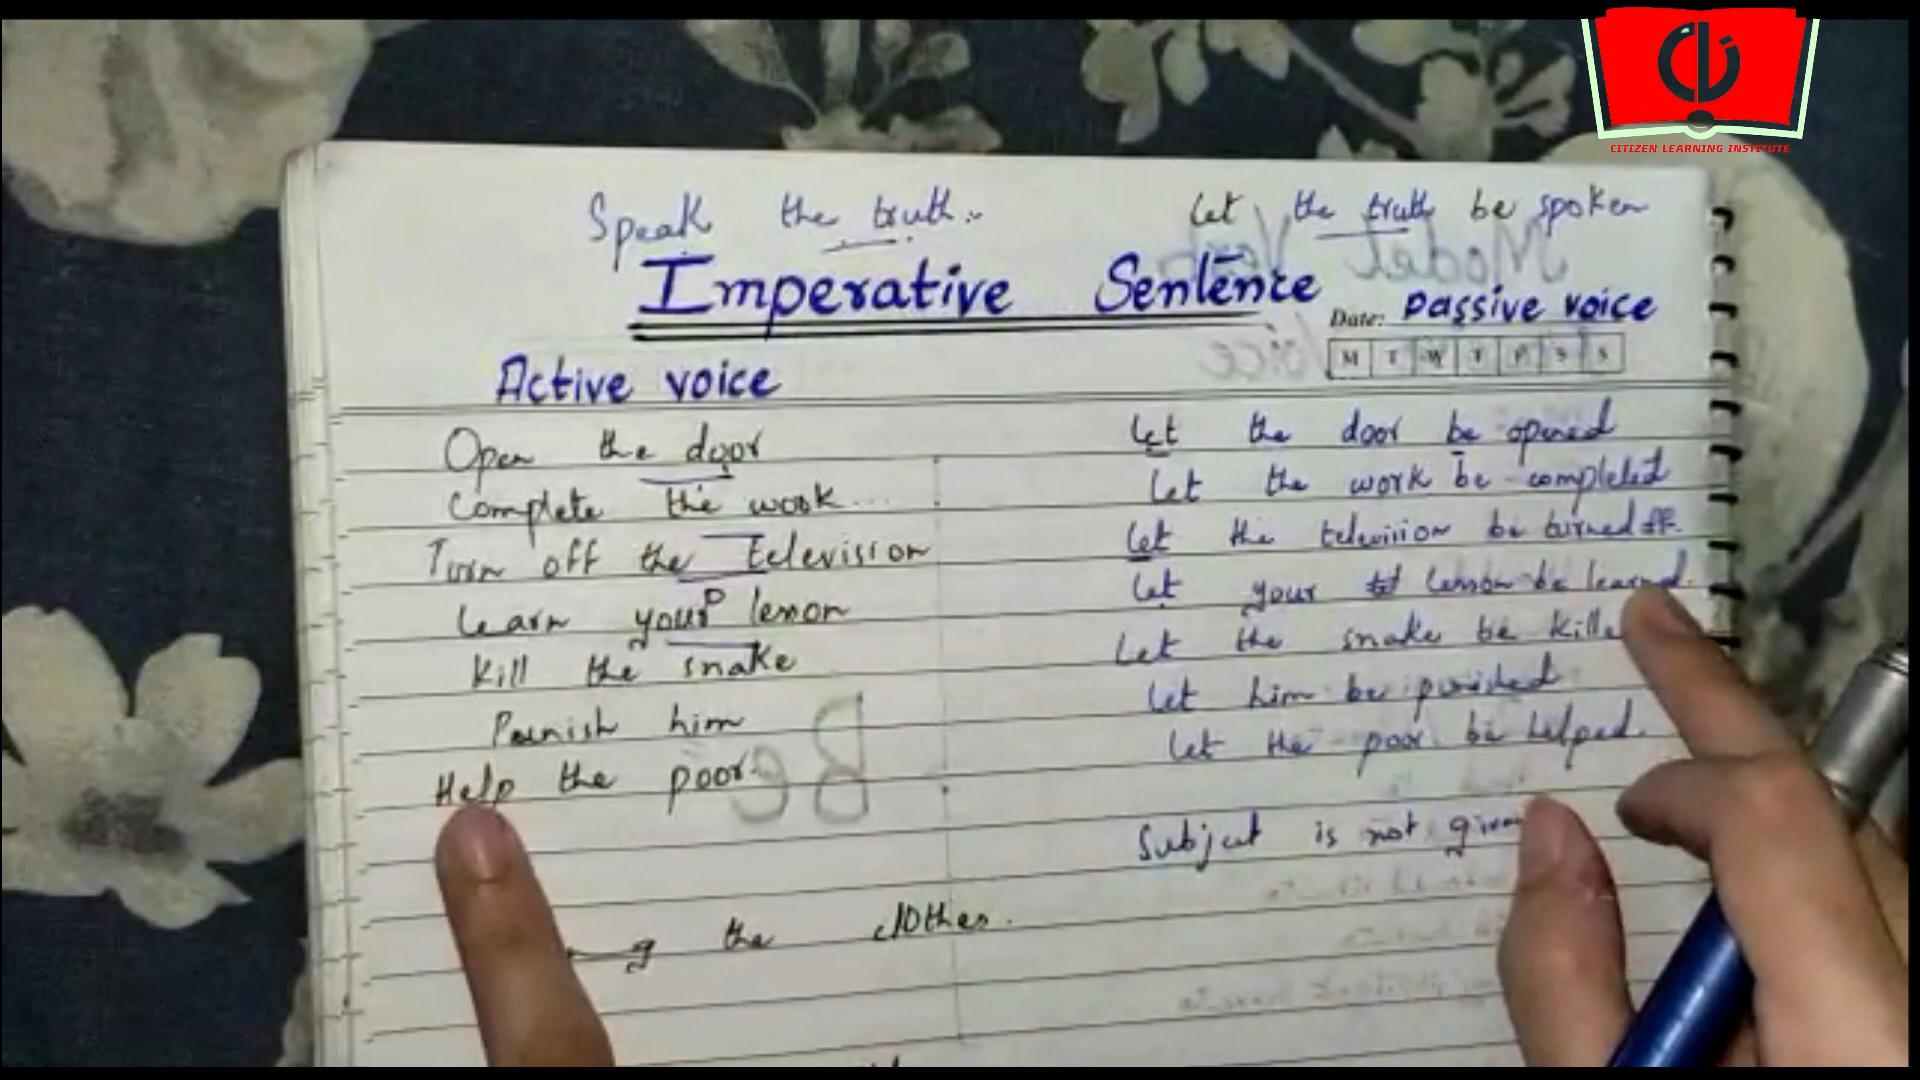 CITIZEN LEARNING INSTITUTE
Speak the truth.
Let the truth be spoken
Imperative Sentence
Date: Passive voice
M T W T F S S
Active voice
Open the door
Let the door be opened
Complete the work...
Let the work be completed
Turn off the television
Let the television be turned off.
Learn your lesson
Let your lesson be learned.
Kill the snake
Let the snake be kille
Punish him
Let him be punished
Help the poor.
Let the poor be helped.
Subject is not given
the clothes.